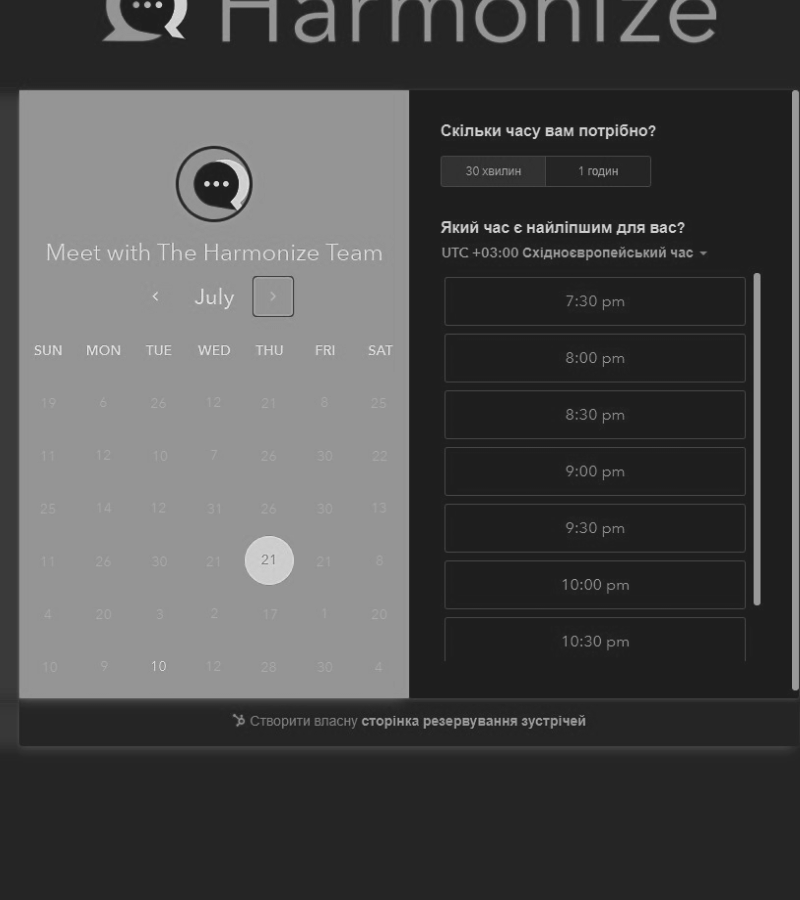 Harmonize
Meet with The Harmonize Team
July
SUN MON TUE WED THU FRI SAT
19 6 26 12 21 8 25
11 12 10 7 26 30 22
25 14 12 31 26 30 13
11 26 30 21 21 21 8
4 20 3 2 17 1 20
10 9 10 12 28 30 4
Скільки часу вам потрібно?
30 хвилин 1 годин
Який час є найліпшим для вас?
UTC +03:00 Східноєвропейський час
7:30 pm
8:00 pm
8:30 pm
9:00 pm
9:30 pm
10:00 pm
10:30 pm
Створити власну сторінка резервування зустрічей